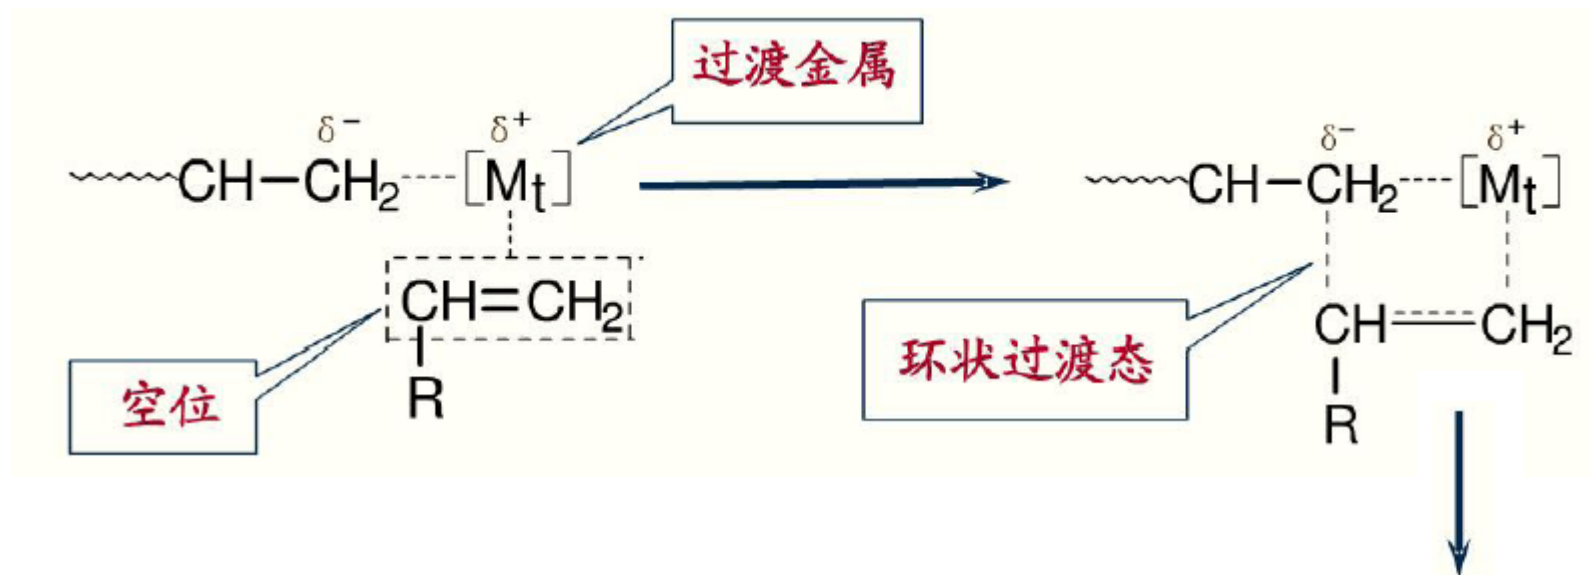 过渡金属
δ⁻ δ⁺
CH–CH₂ [Mt]
CH=CH₂
R
空位
δ⁻ δ⁺
CH–CH₂ [Mt]
CH=CH₂
R
环状过渡态